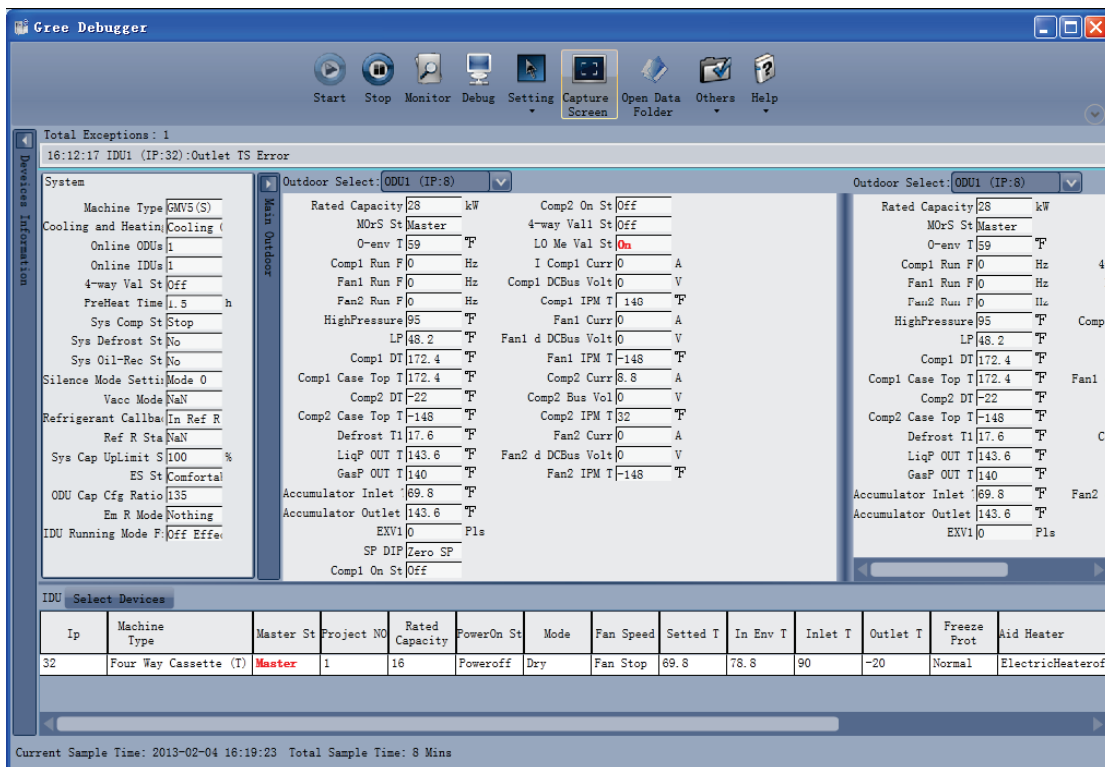 Gree Debugger
Start Stop Monitor Debug Setting Capture Screen Open Data Folder Others Help
Total Exceptions: 1
16:12:17 IDU1 (IP:32):Outlet TS Error
Deveices Information
System
Machine Type GMV5(S)
Cooling and Heating Cooling (
Online ODUs 1
Online IDUs 1
4-way Val St Off
PreHeat Time 1.5 h
Sys Comp St Stop
Sys Defrost St No
Sys Oil-Rec St No
Silence Mode Setti: Mode 0
Vacc Mode NaN
Refrigerant Callba In Ref R
Ref R Sta NaN
Sys Cap UpLimit S 100 %
ES St Comforta
ODU Cap Cfg Ratio 135
Em R Mode Nothing
IDU Running Mode F: Off Effe
Main Outdoor
Outdoor Select: ODU1 (IP:8)
Rated Capacity 28 kW
MOrS St Master
O-env T 59 ℉
Comp1 Run F 0 Hz
Fan1 Run F 0 Hz
Fan2 Run F 0 Hz
HighPressure 95 ℉
LP 48.2 ℉
Comp1 DT 172.4 ℉
Comp1 Case Top T 172.4 ℉
Comp2 DT -22 ℉
Comp2 Case Top T -148 ℉
Defrost T1 17.6 ℉
LiqP OUT T 143.6 ℉
GasP OUT T 140 ℉
Accumulator Inlet 69.8 ℉
Accumulator Outlet 143.6 ℉
EXV1 0 Pls
SP DIP Zero SP
Comp1 On St Off
Comp2 On St Off
4-way Val1 St Off
LO Me Val St On
I Comp1 Curr 0 A
Comp1 DCBus Volt 0 V
Comp1 IPM T -148 ℉
Fan1 Curr 0 A
Fan1 d DCBus Volt 0 V
Fan1 IPM T -148 ℉
Comp2 Curr 8.8 A
Comp2 Bus Vol 0 V
Comp2 IPM T 32 ℉
Fan2 Curr 0 A
Fan2 d DCBus Volt 0 V
Fan2 IPM T -148 ℉
Outdoor Select: ODU1 (IP:8)
Rated Capacity 28 kW
MOrS St Master
O-env T 59 ℉
Comp1 Run F 0 Hz 4
Fan1 Run F 0 Hz
Fan2 Run F 0 Hz
HighPressure 95 ℉ Comp
LP 48.2 ℉
Comp1 DT 172.4 ℉
Comp1 Case Top T 172.4 ℉ Fan1
Comp2 DT -22 ℉
Comp2 Case Top T -148 ℉
Defrost T1 17.6 ℉ C
LiqP OUT T 143.6 ℉
GasP OUT T 140 ℉
Accumulator Inlet 69.8 ℉ Fan2
Accumulator Outlet 143.6 ℉
EXV1 0 Pls
IDU Select Devices
Ip Machine Type Master St Project NO Rated Capacity PowerOn St Mode Fan Speed Setted T In Env T Inlet T Outlet T Freeze Prot Aid Heater
32 Four Way Cassette (T) Master 1 16 Poweroff Dry Fan Stop 69.8 78.8 90 -20 Normal ElectricHeaterof
Current Sample Time: 2013-02-04 16:19:23 Total Sample Time: 8 Mins